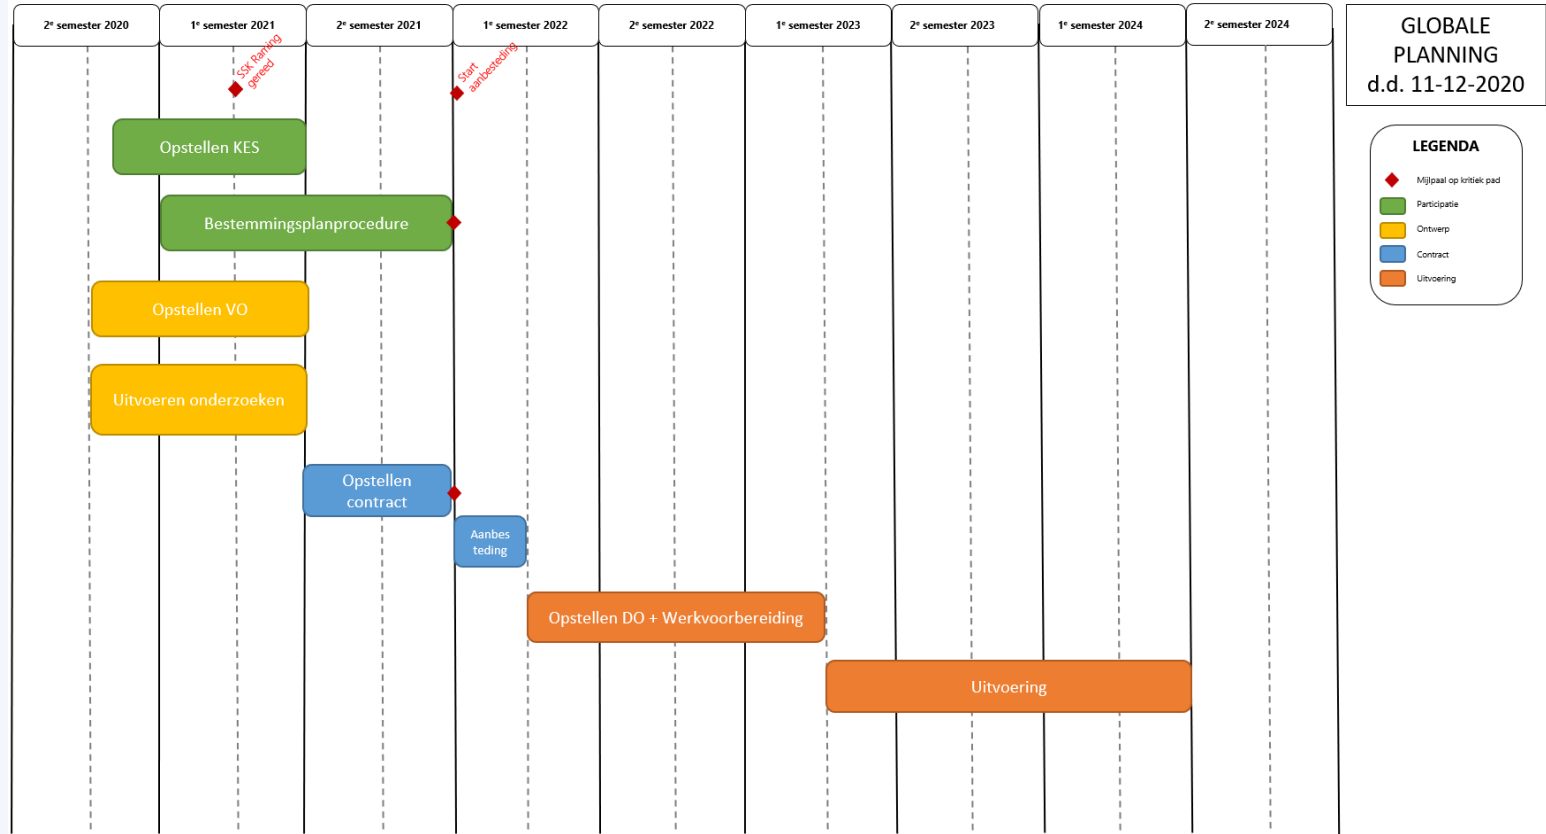 2e semester 2020
1e semester 2021
2e semester 2021
1e semester 2022
2e semester 2022
1e semester 2023
2e semester 2023
1e semester 2024
2e semester 2024
GLOBALE
PLANNING
d.d. 11-12-2020
SSK Raming
gereed
Start
aanbesteding
LEGENDA
Mijlpaal op kritiek pad
Participatie
Ontwerp
Contract
Uitvoering
Opstellen KES
Bestemmingsplanprocedure
Opstellen VO
Uitvoeren onderzoeken
Opstellen
contract
Aanbes
teding
Opstellen DO + Werkvoorbereiding
Uitvoering